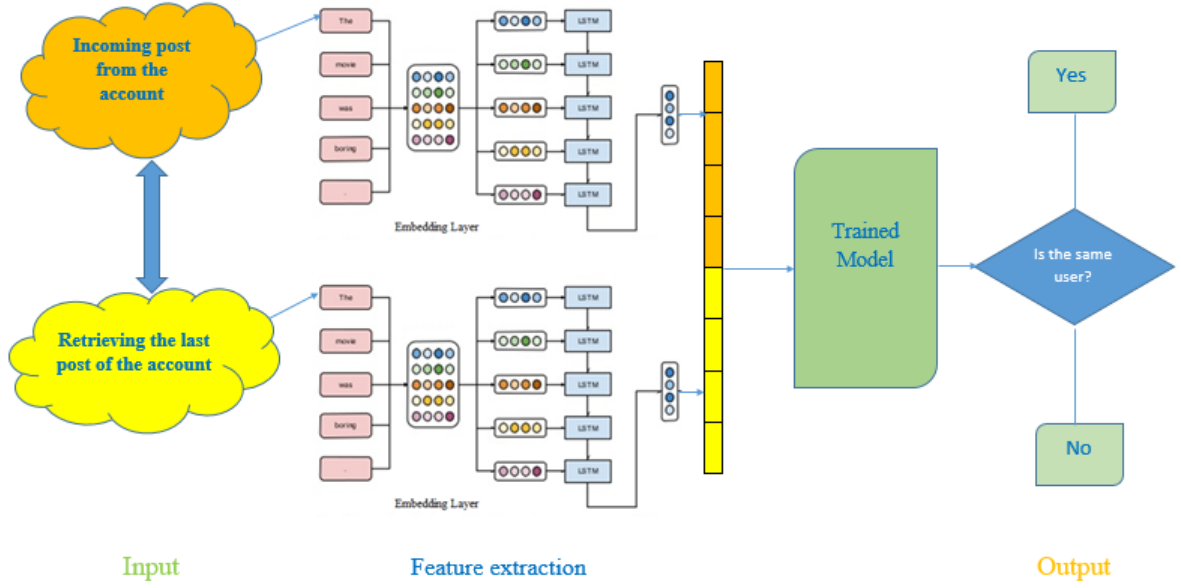 Incoming post
from the
account
The
movie
was
boring
.
LSTM
LSTM
LSTM
LSTM
LSTM
Embedding Layer
Retrieving the last
post of the account
The
movie
was
boring
.
LSTM
LSTM
LSTM
LSTM
LSTM
Embedding Layer
Trained
Model
Yes
Is the same
user?
No
Input
Feature extraction
Output